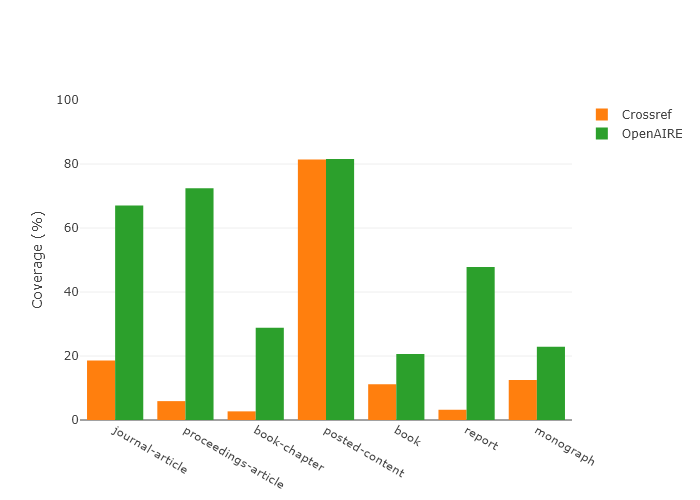 100
80
60
40
20
0
Coverage (%)
journal-article
proceedings-article
book-chapter
posted-content
book
report
monograph
Crossref
OpenAIRE